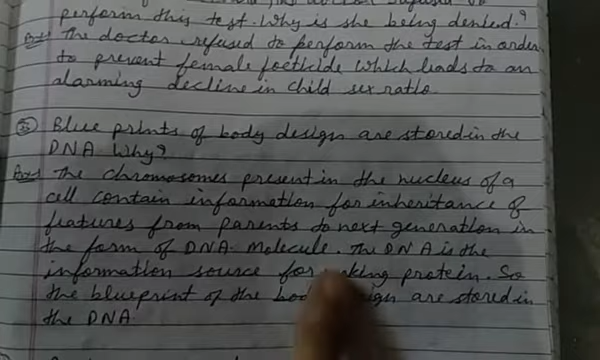 perform this test. Why is she being denied?
Ans The doctor refused to perform the test in order
to prevent female foeticide which leads to an
alarming decline in child sex ratio
Blue prints of body design are stored in the
DNA Why?
Ans The chromosomes present in the nucleus of a
cell contain information for inheritance of
features from parents to next generation in
the form of DNA Molecule. The DNA is the
information source for protein. So
the blueprint of the are stored in
the DNA